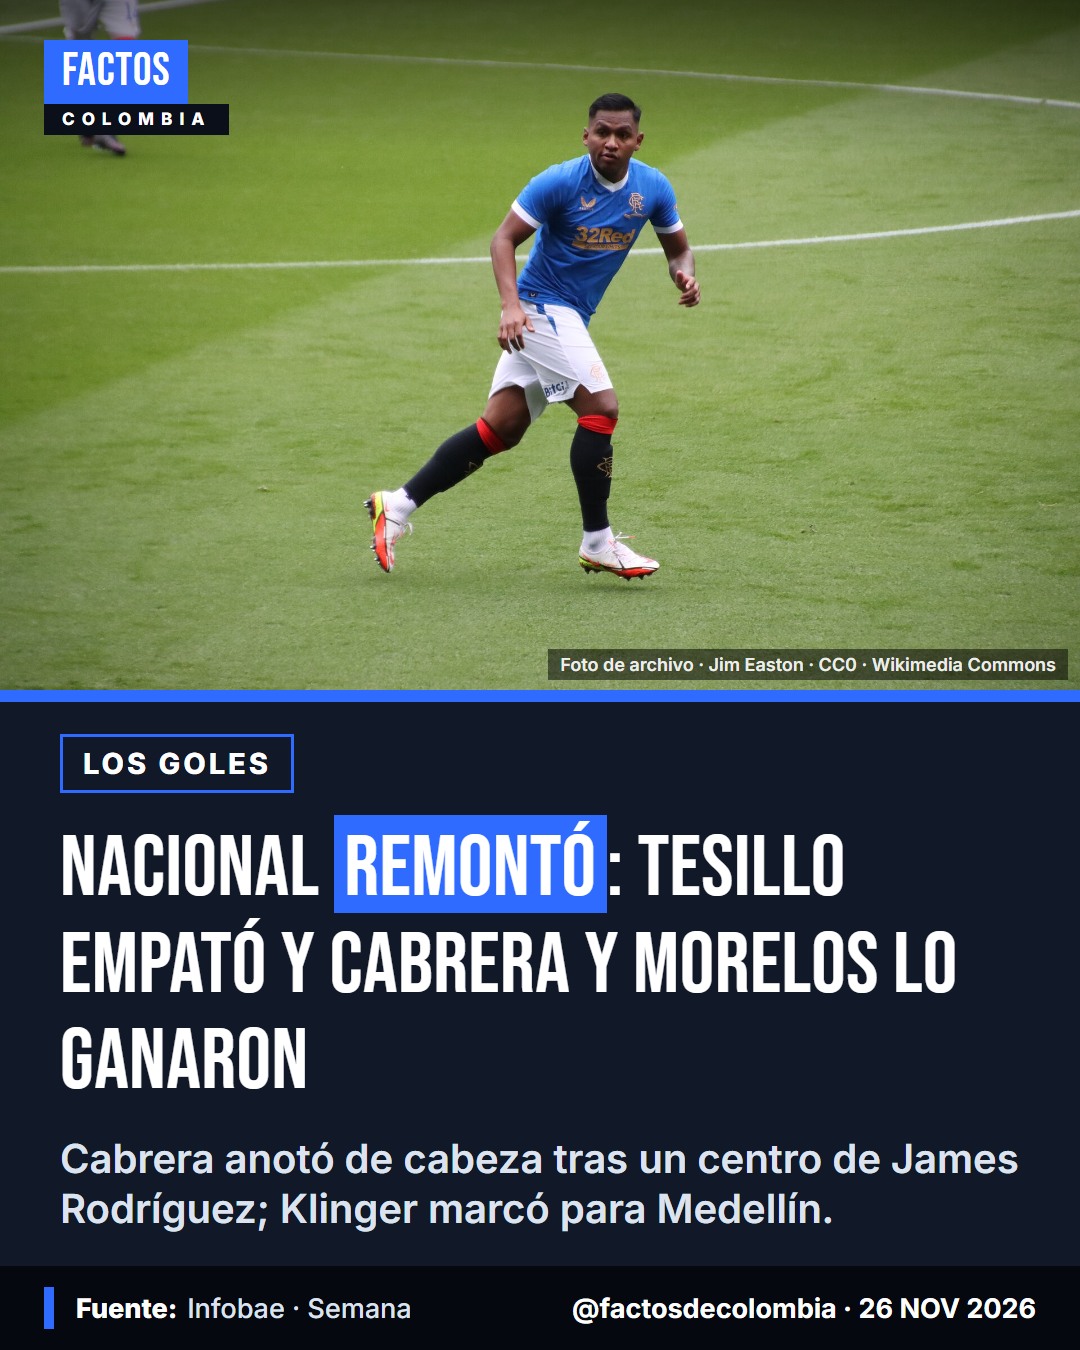 FACTOS
COLOMBIA
32Red
Bitci
Foto de archivo · Jim Easton · CC0 · Wikimedia Commons
LOS GOLES
NACIONAL REMONTÓ: TESILLO
EMPATÓ Y CABRERA Y MORELOS LO
GANARON
Cabrera anotó de cabeza tras un centro de James
Rodríguez; Klinger marcó para Medellín.
Fuente: Infobae · Semana
@factosdecolombia · 26 NOV 2026